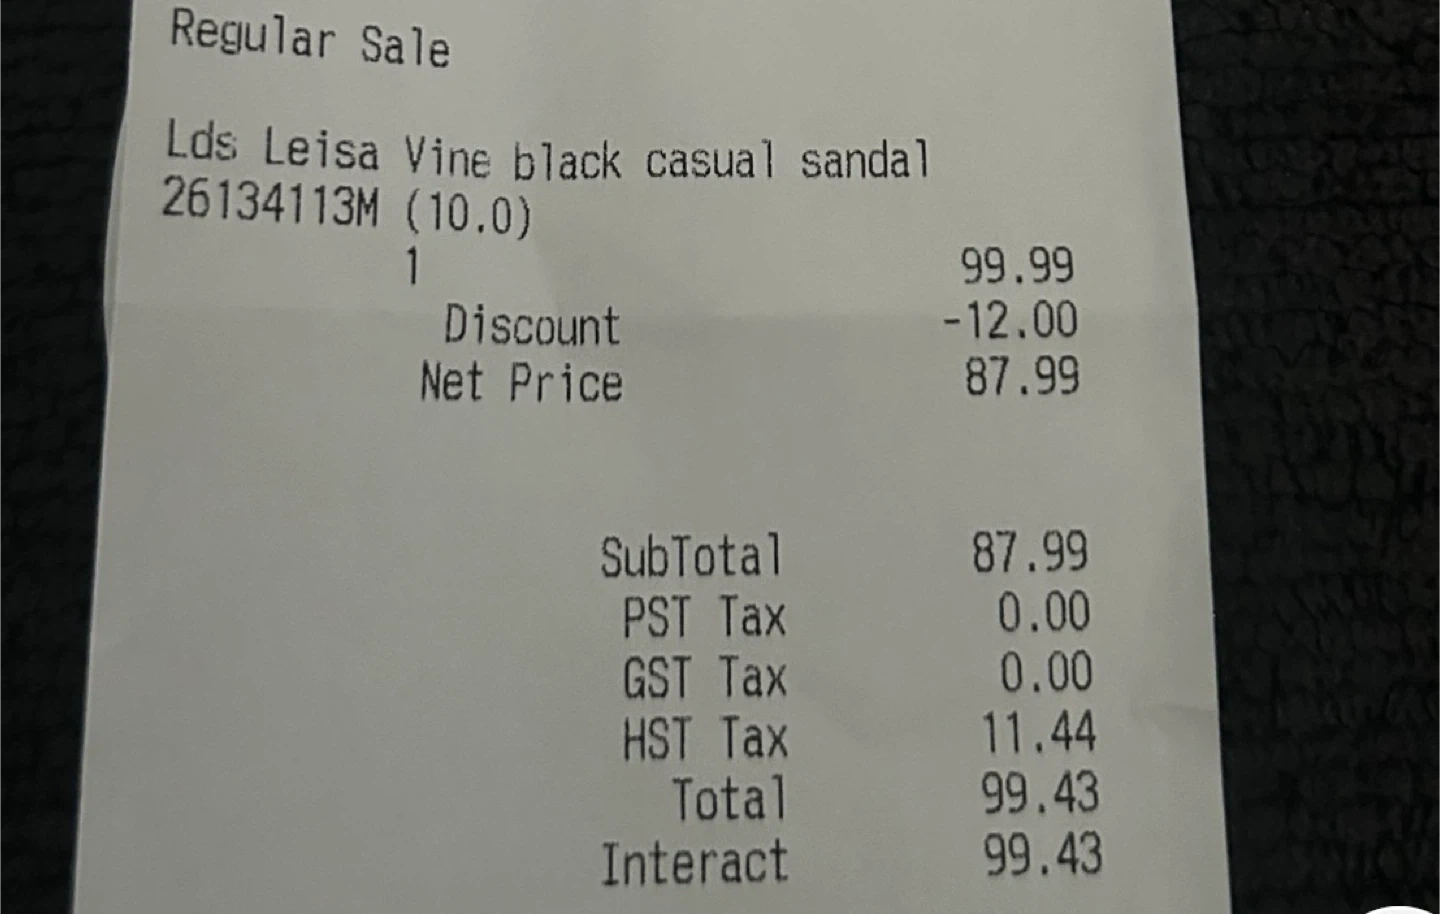 Regular Sale
Lds Leisa Vine black casual sandal
26134113M (10.0)
1 99.99
Discount -12.00
Net Price 87.99
SubTotal 87.99
PST Tax 0.00
GST Tax 0.00
HST Tax 11.44
Total 99.43
Interact 99.43